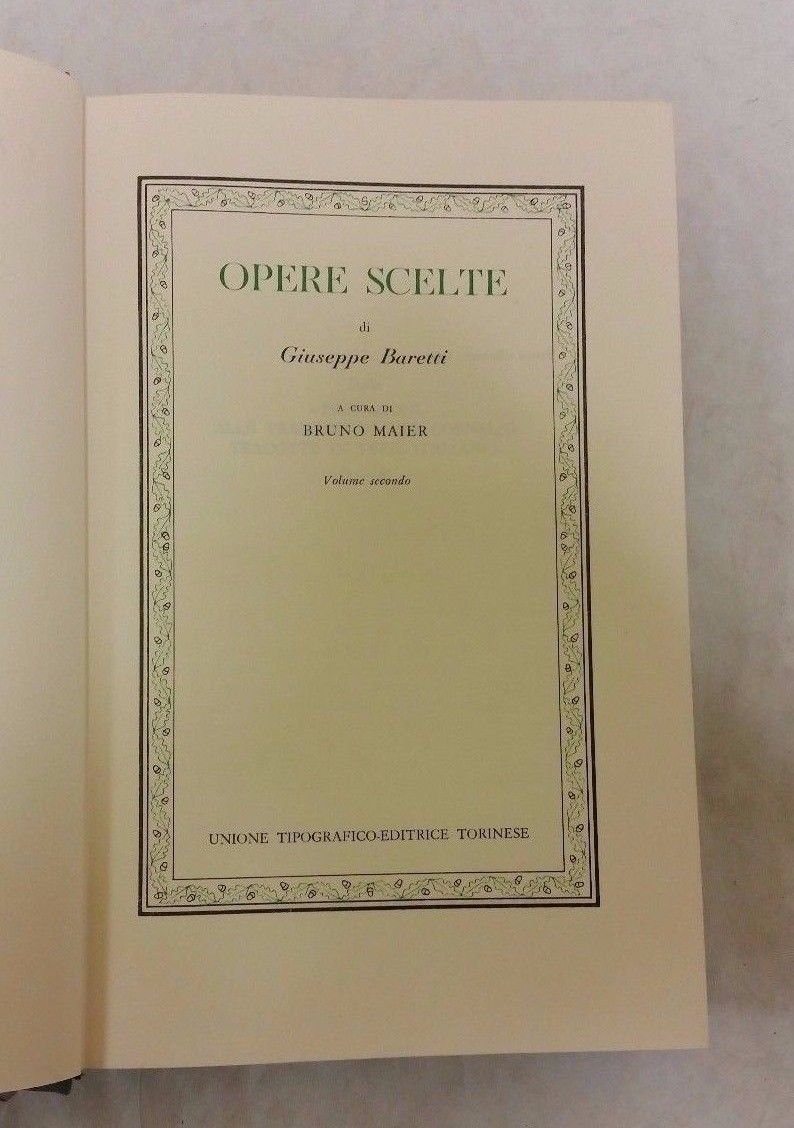 OPERE SCELTE
di
Giuseppe Baretti
A CURA DI
BRUNO MAIER
Volume secondo
UNIONE TIPOGRAFICO-EDITRICE TORINESE